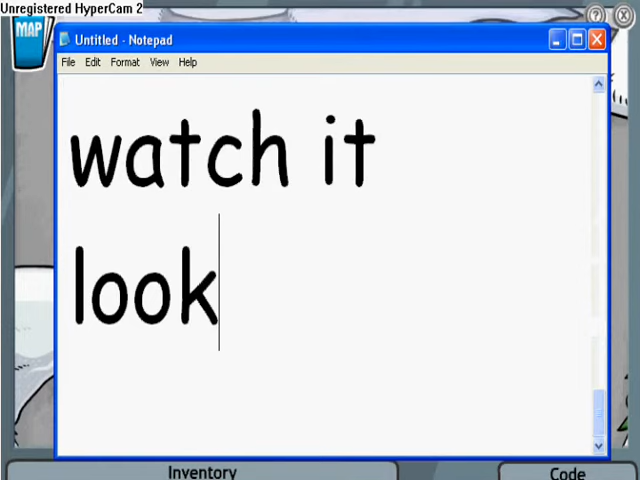 Unregistered HyperCam 2
MAP
?
Untitled - Notepad
File Edit Format View Help
watch it
look
Inventory
Code